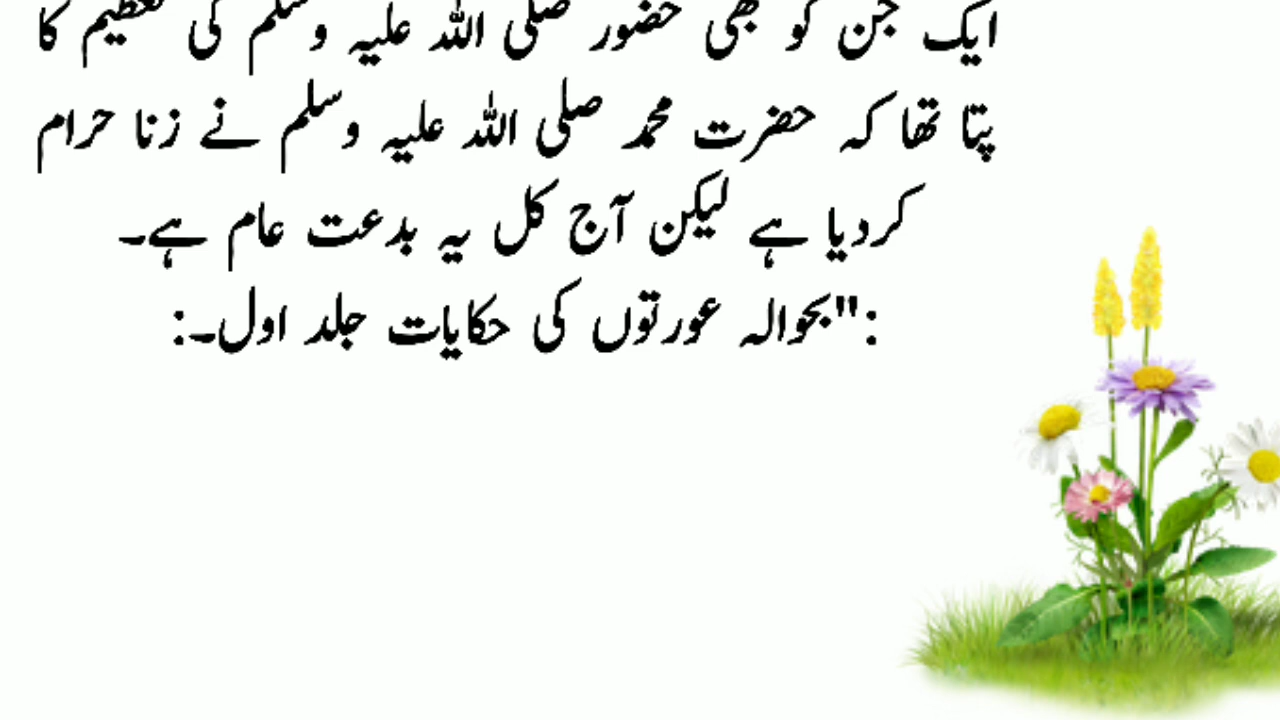 ایک جن کو بھی حضور صلی اللہ علیہ وسلم کی تعظیم کا
پتا تھا کہ حضرت محمد صلی اللہ علیہ وسلم نے زنا حرام
کردیا ہے لیکن آج کل یہ بدعت عام ہے۔
:"بحوالہ عورتوں کی حکایات جلد اول۔: